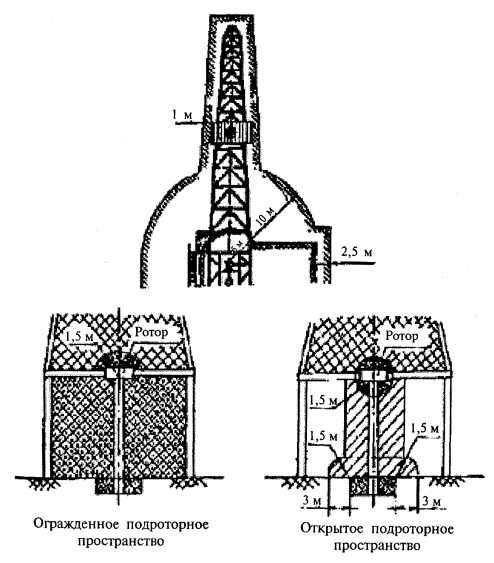 1 м
10 м
2,5 м
1,5 м
Ротор
Ротор
1,5 м
1,5 м
1,5 м
3 м
3 м
Огражденное подроторное
пространство
Открытое подроторное
пространство